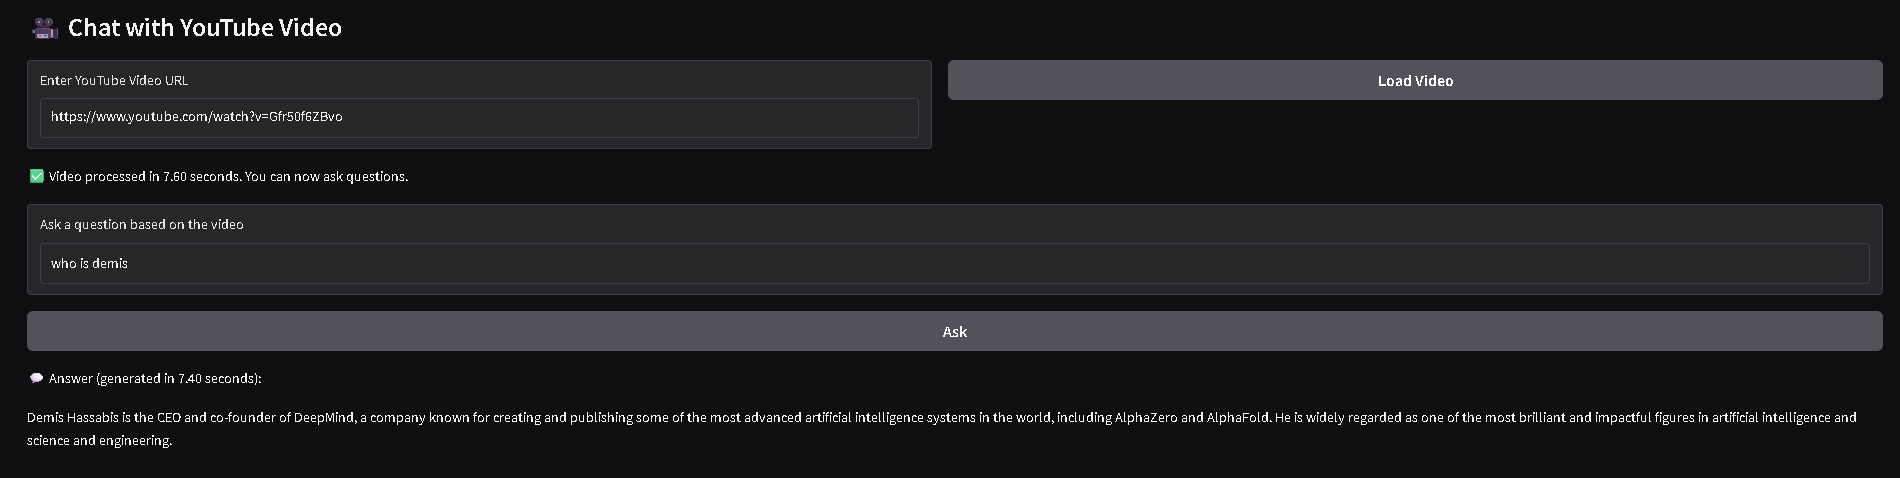 Chat with YouTube Video
Enter YouTube Video URL
Load Video
https://www.youtube.com/watch?v=Gfr50f6ZBvo
Video processed in 7.60 seconds. You can now ask questions.
Ask a question based on the video
who is demis
Ask
Answer (generated in 7.40 seconds):
Demis Hassabis is the CEO and co-founder of DeepMind, a company known for creating and publishing some of the most advanced artificial intelligence systems in the world, including AlphaZero and AlphaFold. He is widely regarded as one of the most brilliant and impactful figures in artificial intelligence and
science and engineering.